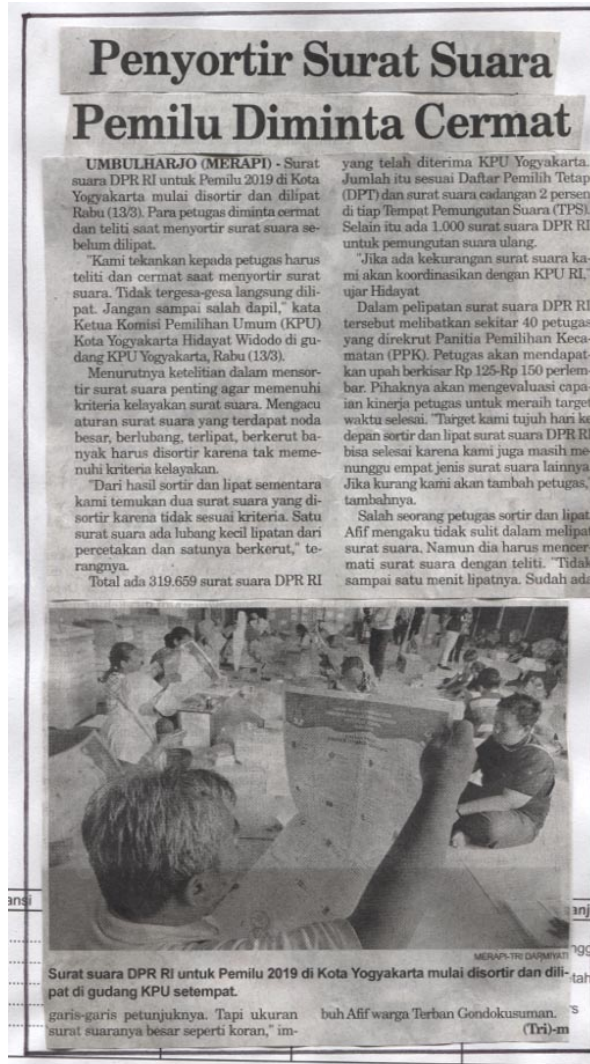 Penyortir Surat Suara
Pemilu Diminta Cermat
UMBULHARJO (MERAPI) - Surat
suara DPR RI untuk Pemilu 2019 di Kota
Yogyakarta mulai disortir dan dilipat
Rabu (13/3). Para petugas diminta cermat
dan teliti saat menyortir surat suara se-
belum dilipat.
"Kami tekankan kepada petugas harus
teliti dan cermat saat menyortir surat
suara. Tidak tergesa-gesa langsung dili-
pat. Jangan sampai salah dapil," kata
Ketua Komisi Pemilihan Umum (KPU)
Kota Yogyakarta Hidayat Widodo di gu-
dang KPU Yogyakarta, Rabu (13/3).
Menurutnya ketelitian dalam mensor-
tir surat suara penting agar memenuhi
kriteria kelayakan surat suara. Mengacu
aturan surat suara yang terdapat noda
besar, berlubang, terlipat, berkerut ba-
nyak harus disortir karena tak meme-
nuhi kriteria kelayakan.
"Dari hasil sortir dan lipat sementara
kami temukan dua surat suara yang di-
sortir karena tidak sesuai kriteria. Satu
surat suara ada lubang kecil lipatan dari
percetakan dan satunya berkerut," te-
rangnya.
Total ada 319.659 surat suara DPR RI
yang telah diterima KPU Yogyakarta.
Jumlah itu sesuai Daftar Pemilih Tetap
(DPT) dan surat suara cadangan 2 persen
di tiap Tempat Pemungutan Suara (TPS).
Selain itu ada 1.000 surat suara DPR RI
untuk pemungutan suara ulang.
"Jika ada kekurangan surat suara ka-
mi akan koordinasikan dengan KPU RI,"
ujar Hidayat
Dalam pelipatan surat suara DPR RI
tersebut melibatkan sekitar 40 petugas
yang direkrut Panitia Pemilihan Keca-
matan (PPK). Petugas akan mendapat-
kan upah berkisar Rp 125-Rp 150 perlem-
bar. Pihaknya akan mengevaluasi capa-
ian kinerja petugas untuk meraih target
waktu selesai. "Target kami tujuh hari ke
depan sortir dan lipat surat suara DPR RI
bisa selesai karena kami juga masih me-
nunggu empat jenis surat suara lainnya.
Jika kurang kami akan tambah petugas,"
tambahnya.
Salah seorang petugas sortir dan lipat
Afif mengaku tidak sulit dalam melipat
surat suara. Namun dia harus mencer-
mati surat suara dengan teliti. "Tidak
sampai satu menit lipatnya. Sudah ada
MERAPI-TRI DARMIYATI
Surat suara DPR RI untuk Pemilu 2019 di Kota Yogyakarta mulai disortir dan dili-
pat di gudang KPU setempat.
garis-garis petunjuknya. Tapi ukuran
surat suaranya besar seperti koran," im-
buh Afif warga Terban Gondokusuman.
(Tri)-m